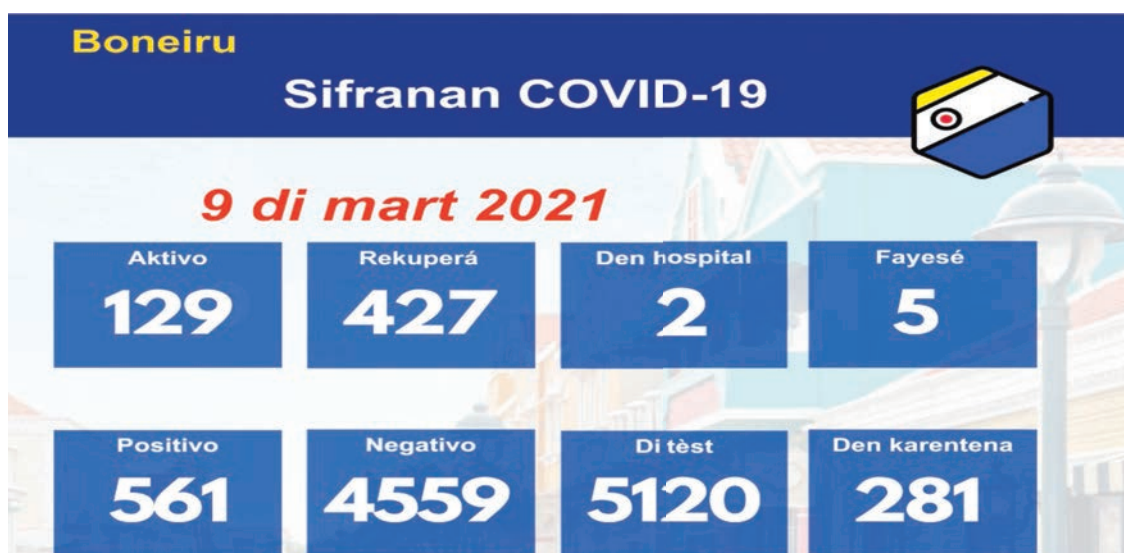 Boneiru
Sifranan COVID-19
9 di mart 2021
Aktivo
129
Rekuperá
427
Den hospital
2
Fayesé
5
Positivo
561
Negativo
4559
Di tèst
5120
Den karentena
281